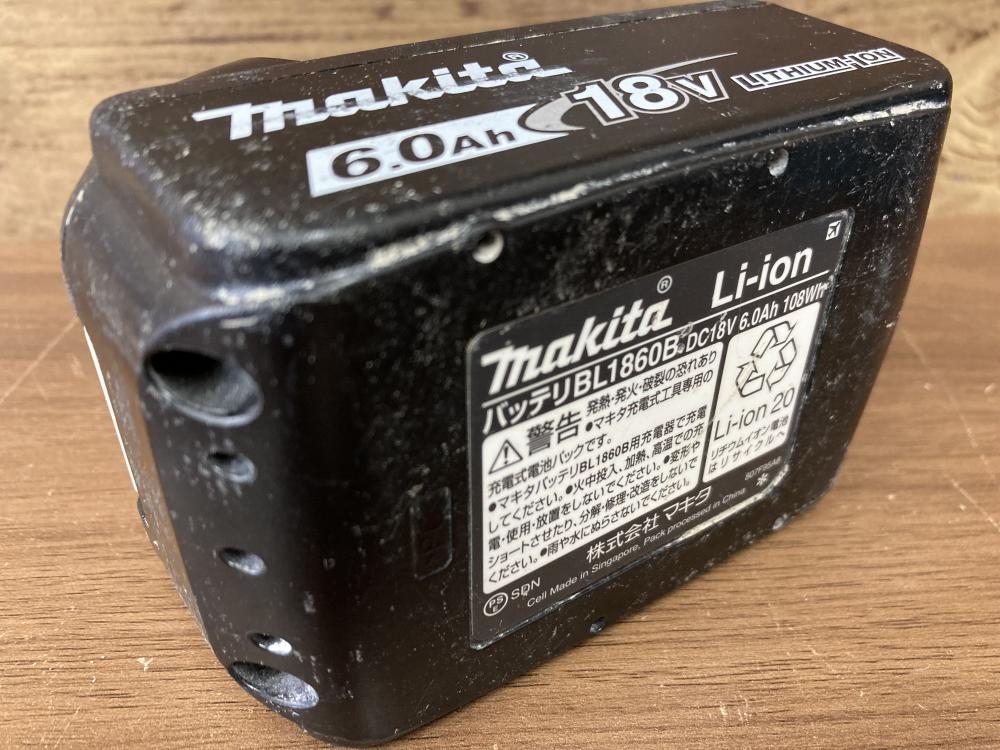 makita®
6.0Ah 18V LITHIUM-ION
makita® Li-ion
バッテリBL1860B DC18V 6.0Ah 108Wh
警告 発熱・発火・破裂の恐れあり
•マキタ充電式工具専用の
充電式電池パックです。
•マキタバッテリBL1860B用充電器で充電
してください。•火中投入、加熱、高温での充
電・使用・放置をしないでください。•変形や
ショートさせたり、分解・修理・改造をしないで
ください。•雨や水にぬらさないでください。
Li-ion 20
リチウムイオン電池
はリサイクルへ
株式会社 マキタ
PS
E
SDN
Cell Made in Singapore, Pack processed in China